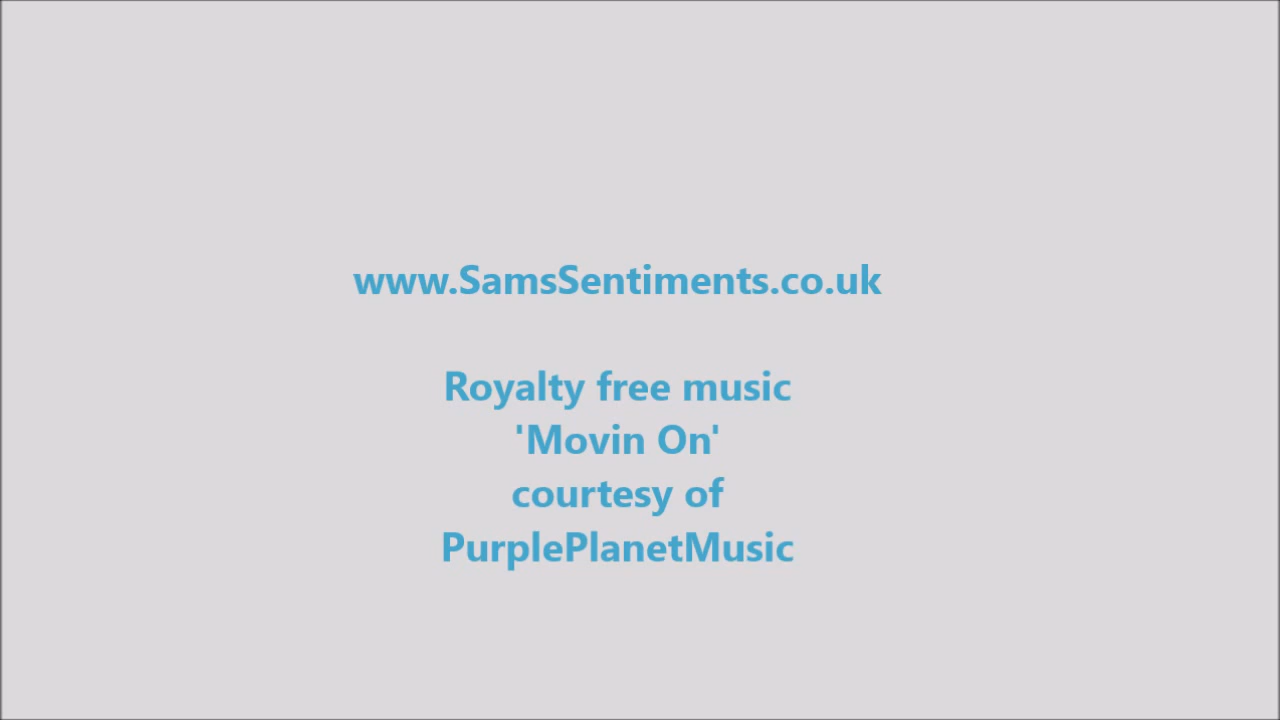 www.SamsSentiments.co.uk
Royalty free music
'Movin On'
courtesy of
PurplePlanetMusic